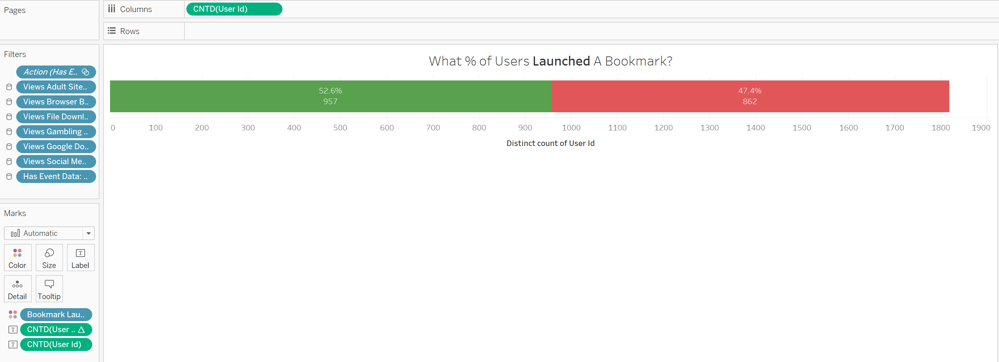 Pages
Columns
CNTD(User Id)
Rows
Filters
Action (Has E..
Views Adult Site..
Views Browser B..
Views File Downl..
Views Gambling ..
Views Google Do..
Views Social Me..
Has Event Data: ..
Marks
Automatic
Color
Size
T
Label
Detail
Tooltip
Bookmark Lau..
T
CNTD(User .. Δ
T
CNTD(User Id)
What % of Users Launched A Bookmark?
52.6%
957
47.4%
862
0 100 200 300 400 500 600 700 800 900 1000 1100 1200 1300 1400 1500 1600 1700 1800 1900
Distinct count of User Id